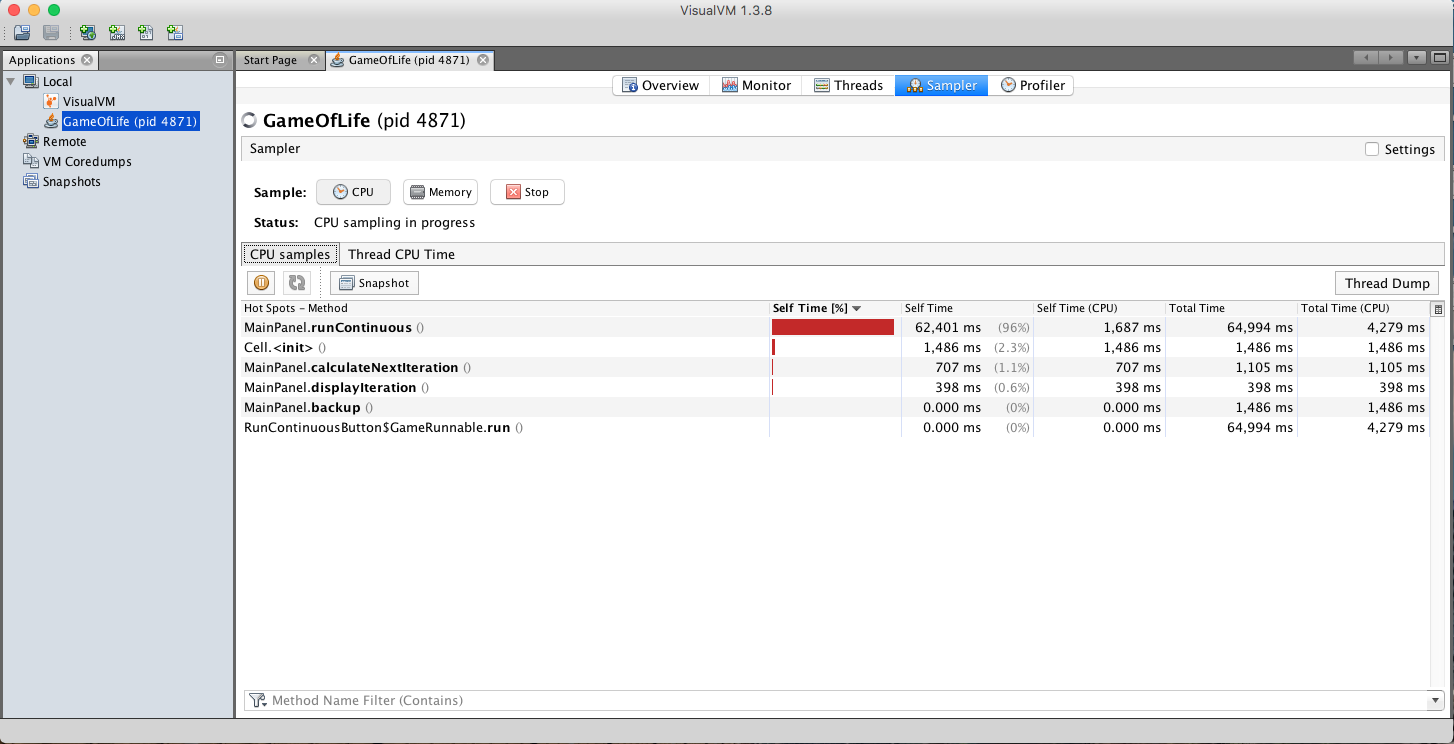 VisualVM 1.3.8
Applications
Start Page
GameOfLife (pid 4871)
Local
VisualVM
GameOfLife (pid 4871)
Remote
VM Coredumps
Snapshots
Overview Monitor Threads Sampler Profiler
GameOfLife (pid 4871)
Sampler Settings
Sample: CPU Memory Stop
Status: CPU sampling in progress
CPU samples Thread CPU Time
Snapshot Thread Dump
Hot Spots – Method Self Time [%] Self Time Self Time (CPU) Total Time Total Time (CPU)
MainPanel.runContinuous () 62,401 ms (96%) 1,687 ms 64,994 ms 4,279 ms
Cell.<init> () 1,486 ms (2.3%) 1,486 ms 1,486 ms 1,486 ms
MainPanel.calculateNextIteration () 707 ms (1.1%) 707 ms 1,105 ms 1,105 ms
MainPanel.displayIteration () 398 ms (0.6%) 398 ms 398 ms 398 ms
MainPanel.backup () 0.000 ms (0%) 0.000 ms 1,486 ms 1,486 ms
RunContinuousButton$GameRunnable.run () 0.000 ms (0%) 0.000 ms 64,994 ms 4,279 ms
Method Name Filter (Contains)